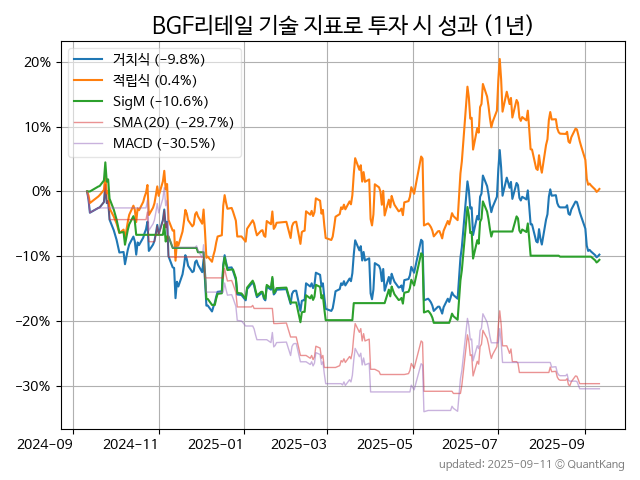 BGF리테일 기술 지표로 투자 시 성과 (1년)
거치식 (−9.8%)
적립식 (0.4%)
SigM (−10.6%)
SMA(20) (−29.7%)
MACD (−30.5%)
20%
10%
0%
−10%
−20%
−30%
2024-09 2024-11 2025-01 2025-03 2025-05 2025-07 2025-09
updated: 2025-09-11 © QuantKang